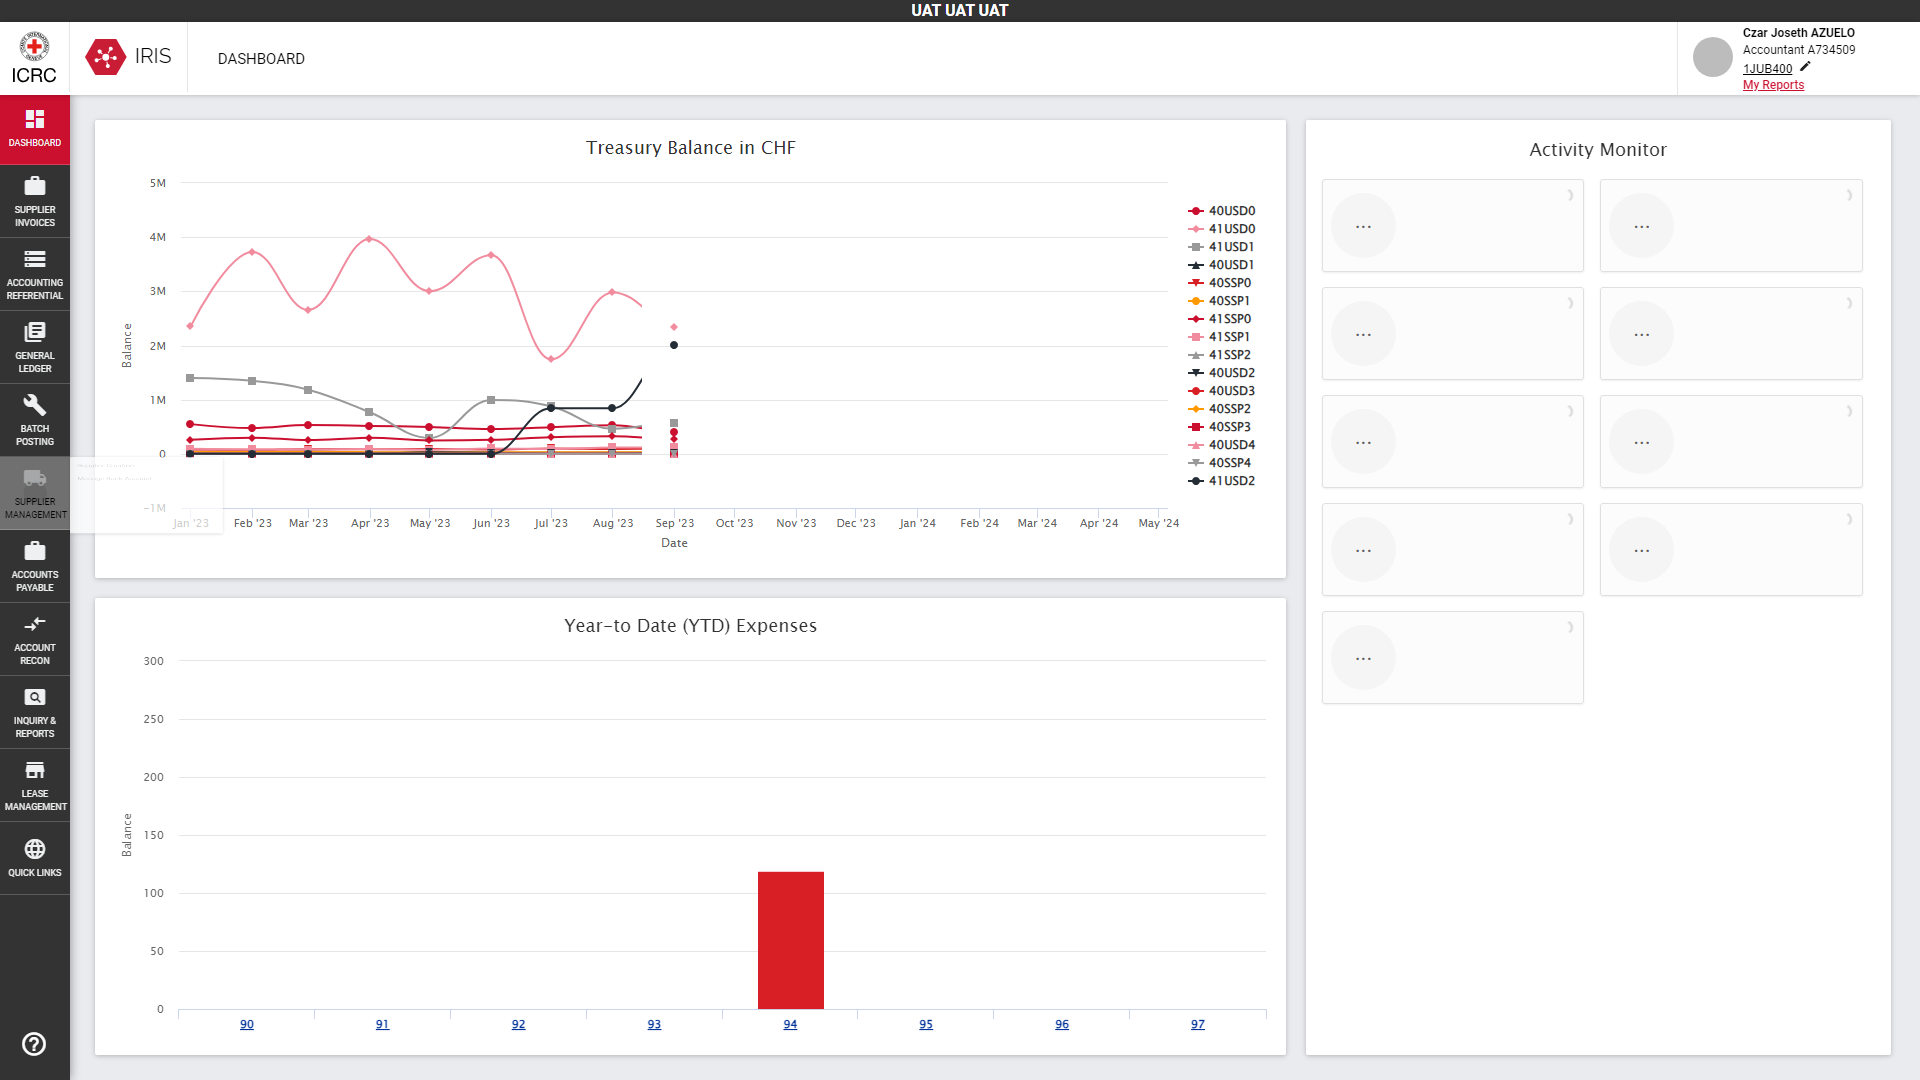 UAT UAT UAT
ICRC
IRIS
DASHBOARD
Czar Joseth AZUELO
Accountant A734509
1JUB400
My Reports
DASHBOARD
SUPPLIER
INVOICES
ACCOUNTING
REFERENTIAL
GENERAL
LEDGER
BATCH
POSTING
SUPPLIER
MANAGEMENT
ACCOUNTS
PAYABLE
ACCOUNT
RECON
INQUIRY &
REPORTS
LEASE
MANAGEMENT
QUICK LINKS
Treasury Balance in CHF
5M
4M
3M
2M
1M
0
-1M
Balance
Jan '23 Feb '23 Mar '23 Apr '23 May '23 Jun '23 Jul '23 Aug '23 Sep '23 Oct '23 Nov '23 Dec '23 Jan '24 Feb '24 Mar '24 Apr '24 May '24
Date
40USD0
41USD0
41USD1
40USD1
40SSP0
40SSP1
41SSP0
41SSP1
41SSP2
40USD2
40USD3
40SSP2
40SSP3
40USD4
40SSP4
41USD2
Year-to Date (YTD) Expenses
300
250
200
150
100
50
0
Balance
90 91 92 93 94 95 96 97
Activity Monitor
... ...
... ...
... ...
... ...
...